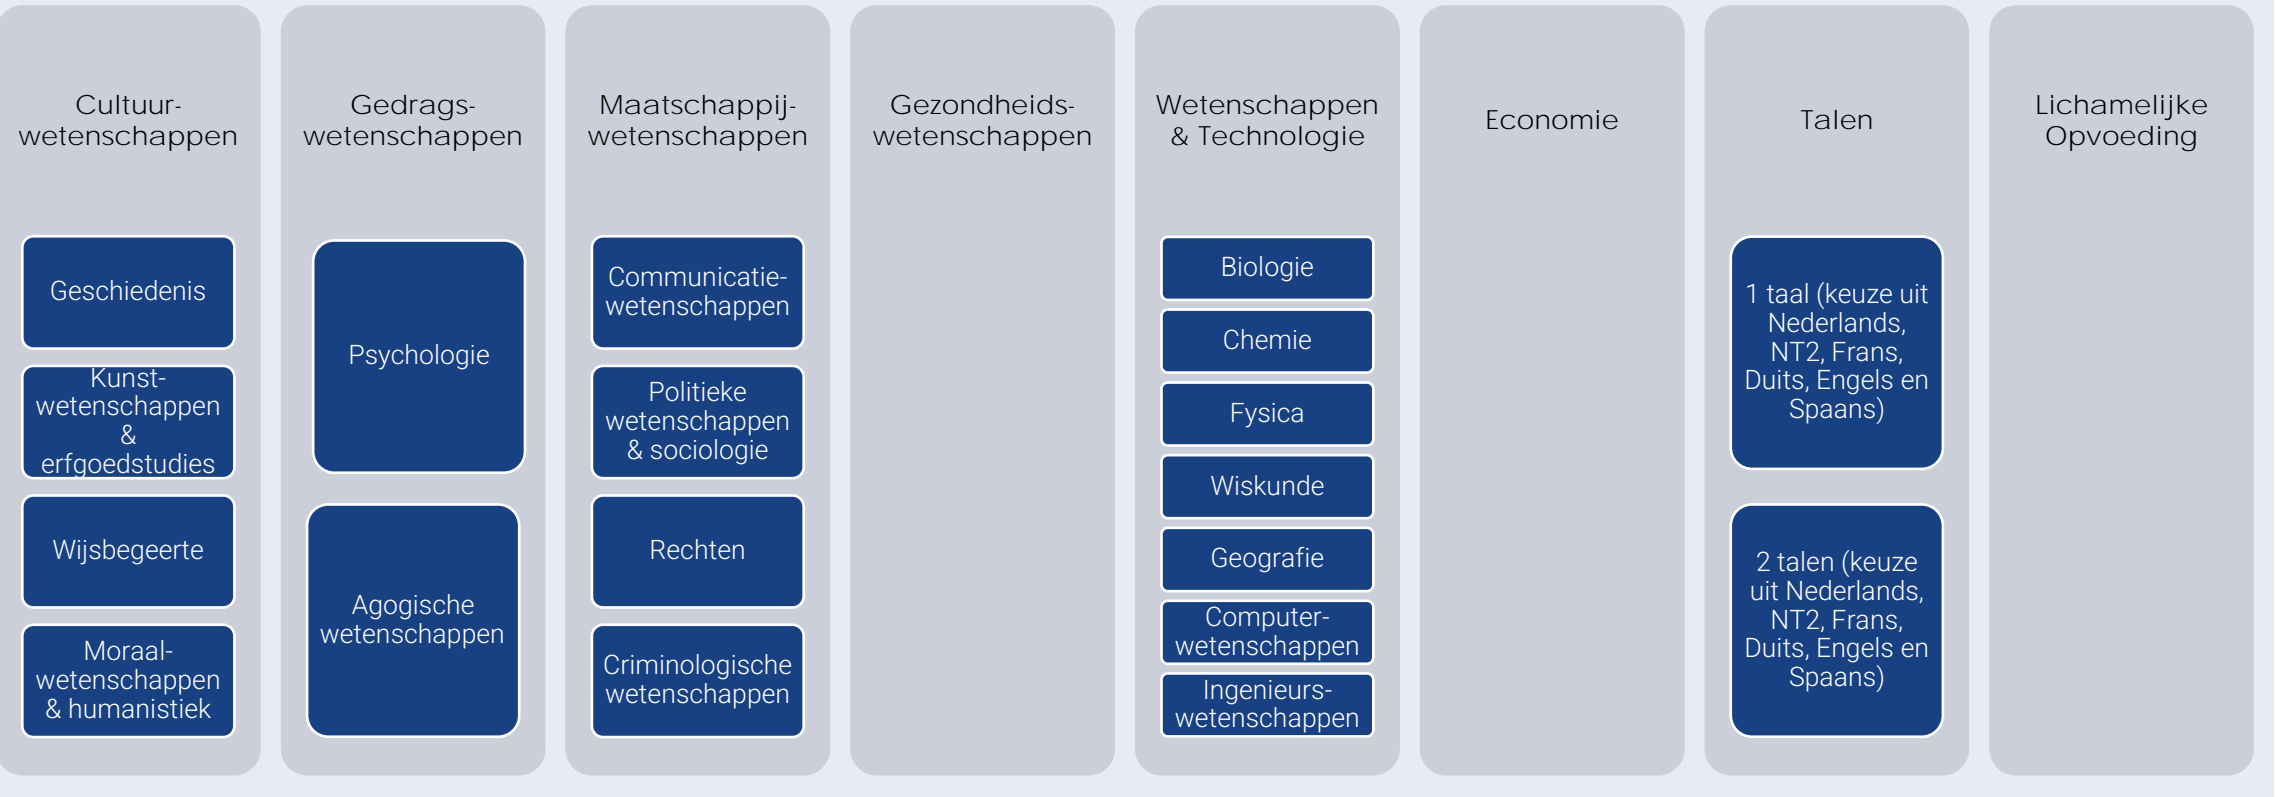 Cultuur-
wetenschappen
Geschiedenis
Kunst-
wetenschappen
&
erfgoedstudies
Wijsbegeerte
Moraal-
wetenschappen
& humanistiek
Gedrags-
wetenschappen
Psychologie
Agogische
wetenschappen
Maatschappij-
wetenschappen
Communicatie-
wetenschappen
Politieke
wetenschappen
& sociologie
Rechten
Criminologische
wetenschappen
Gezondheids-
wetenschappen
Wetenschappen
& Technologie
Biologie
Chemie
Fysica
Wiskunde
Geografie
Computer-
wetenschappen
Ingenieurs-
wetenschappen
Economie
Talen
1 taal (keuze uit
Nederlands,
NT2, Frans,
Duits, Engels en
Spaans)
2 talen (keuze
uit Nederlands,
NT2, Frans,
Duits, Engels en
Spaans)
Lichamelijke
Opvoeding